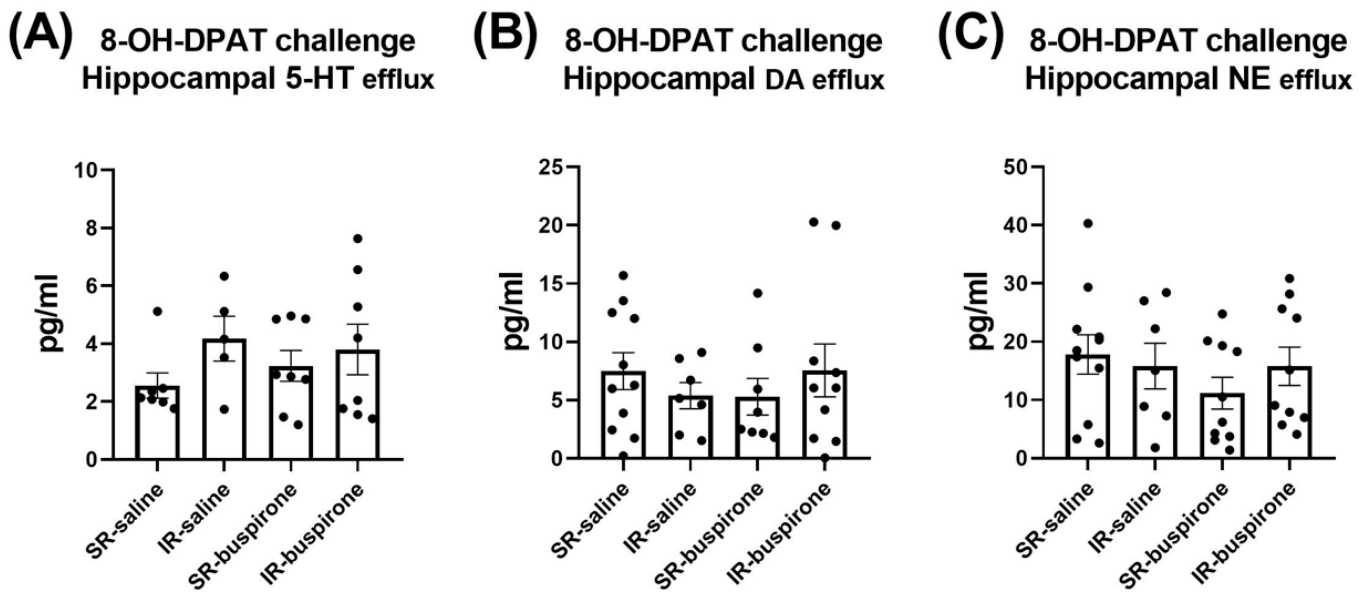 (A) 8-OH-DPAT challenge
Hippocampal 5-HT efflux
10
8
6
4
2
0
pg/ml
SR-saline
IR-saline
SR-buspirone
IR-buspirone
(B) 8-OH-DPAT challenge
Hippocampal DA efflux
25
20
15
10
5
0
pg/ml
SR-saline
IR-saline
SR-buspirone
IR-buspirone
(C) 8-OH-DPAT challenge
Hippocampal NE efflux
50
40
30
20
10
0
pg/ml
SR-saline
IR-saline
SR-buspirone
IR-buspirone